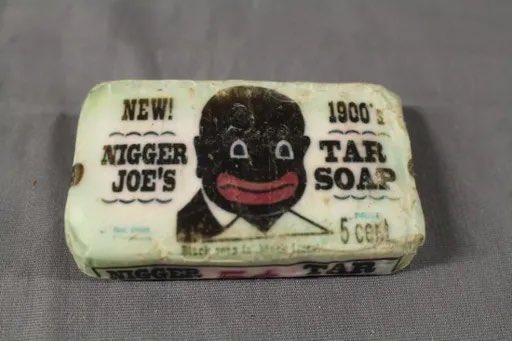 NEW!
1900's
NIGGER
JOE'S
TAR
SOAP
5 cent
NIGGER
TAR